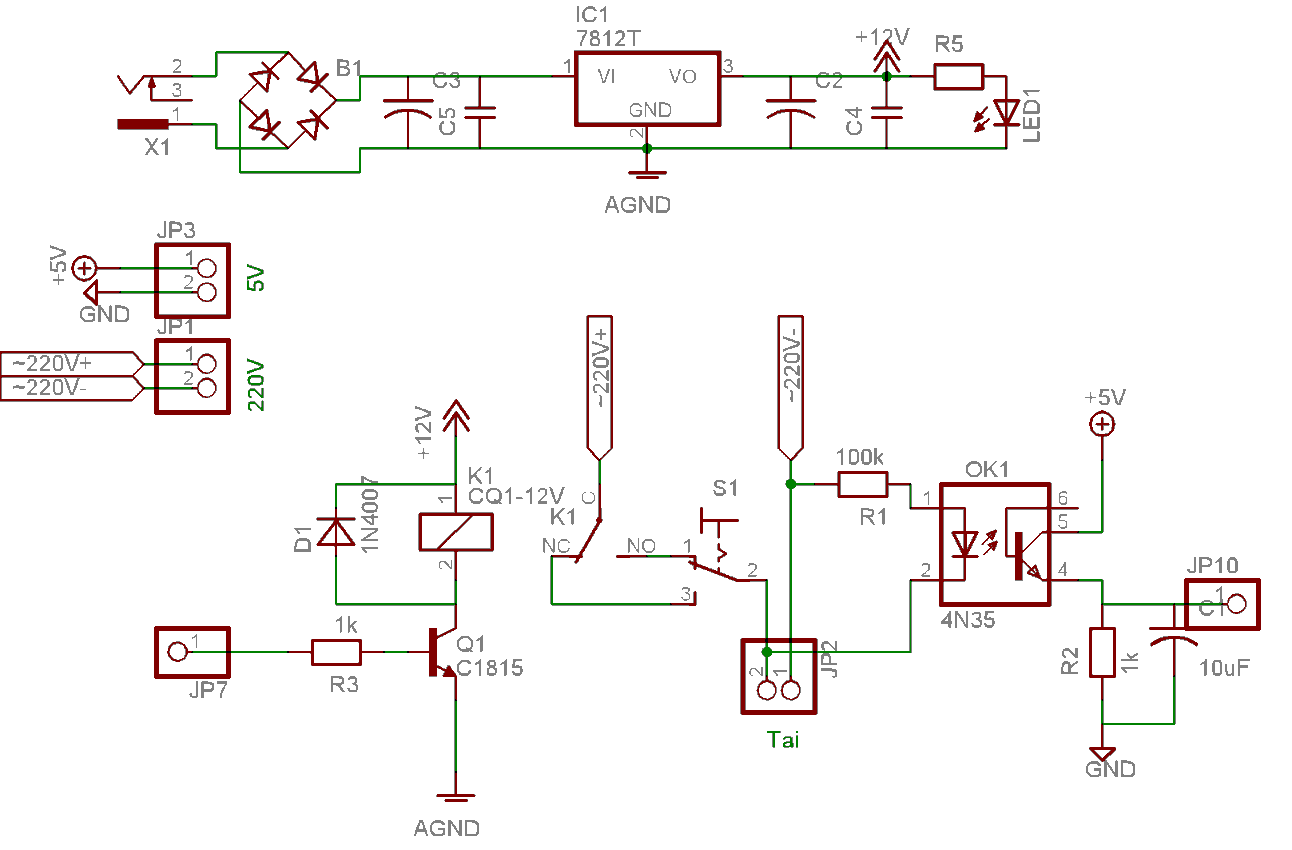 IC1
7812T
+12V
R5
2
3
1
X1
B1
C3
C5
1
VI
VO
3
GND
2
C2
C4
LED1
AGND
JP3
+5V
1
2
5V
GND
JP1
~220V+
~220V-
1
2
220V
~220V+
~220V-
+12V
K1
CQ1-12V
1
2
D1
1N4007
C
K1
NC
NO
S1
1
2
3
100k
R1
OK1
1
2
6
5
4
4N35
+5V
JP10
1
C1
10uF
R2
1k
GND
JP7
1
1k
R3
Q1
C1815
AGND
JP2
2
1
Tai